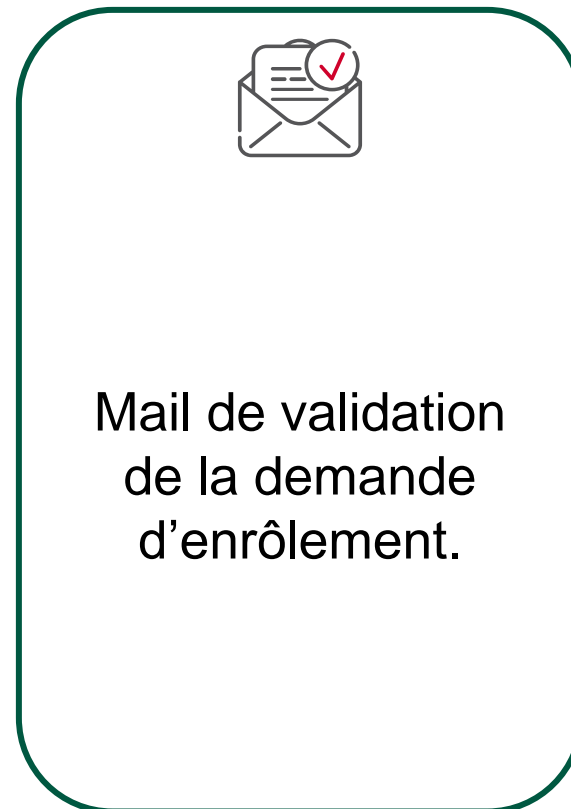 Mail de validation
de la demande
d’enrôlement.